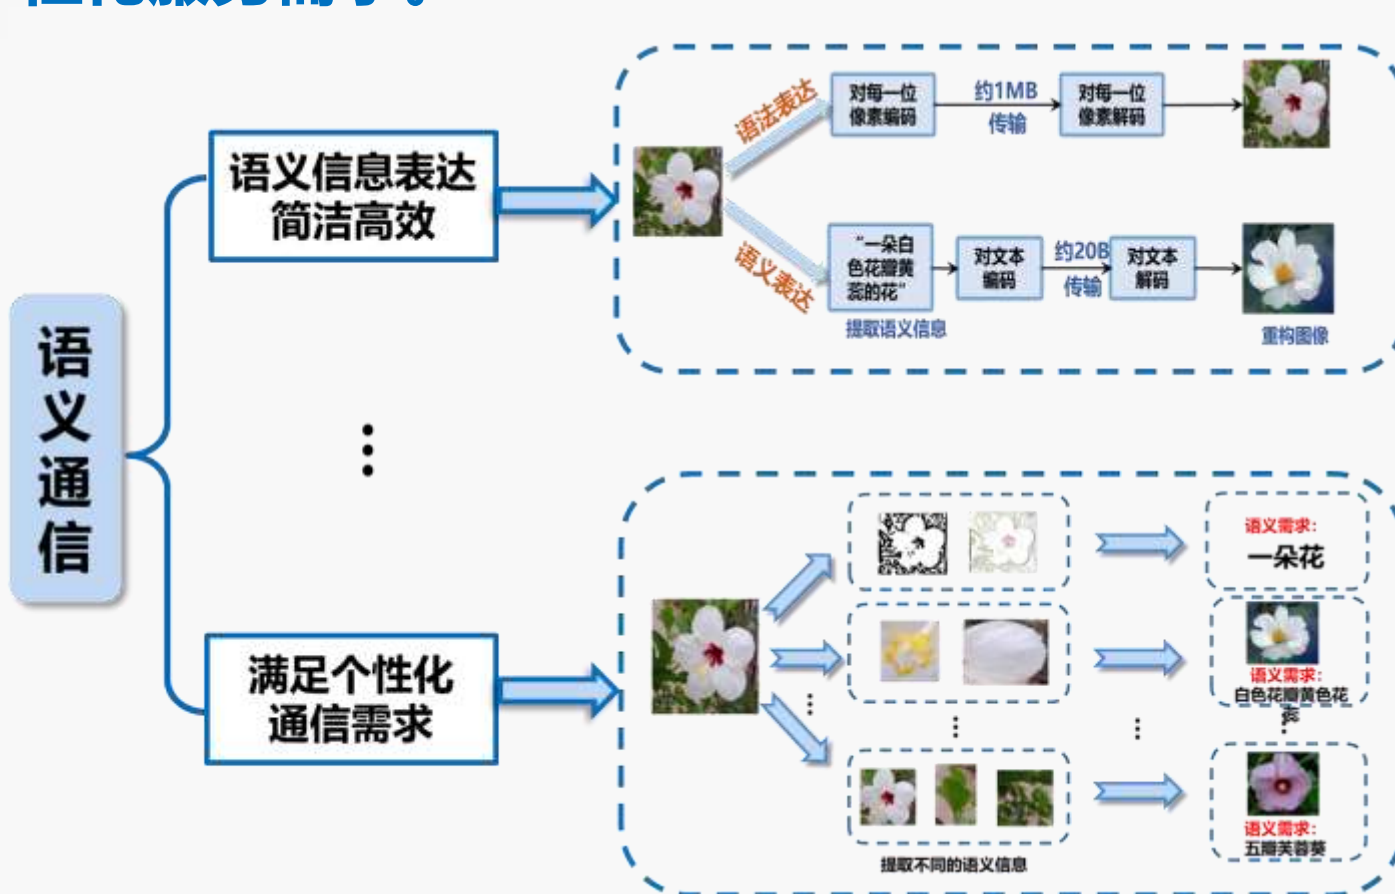 语义通信
语义信息表达
简洁高效
语法表达
对每一位
像素编码
约1MB
传输
对每一位
像素解码
语义表达
“一朵白
色花瓣黄
蕊的花”
提取语义信息
对文本
编码
约20B
传输
对文本
解码
重构图像
满足个性化
通信需求
提取不同的语义信息
语义需求:
一朵花
语义需求:
白色花瓣黄色花
蕊
语义需求:
五瓣芙蓉葵